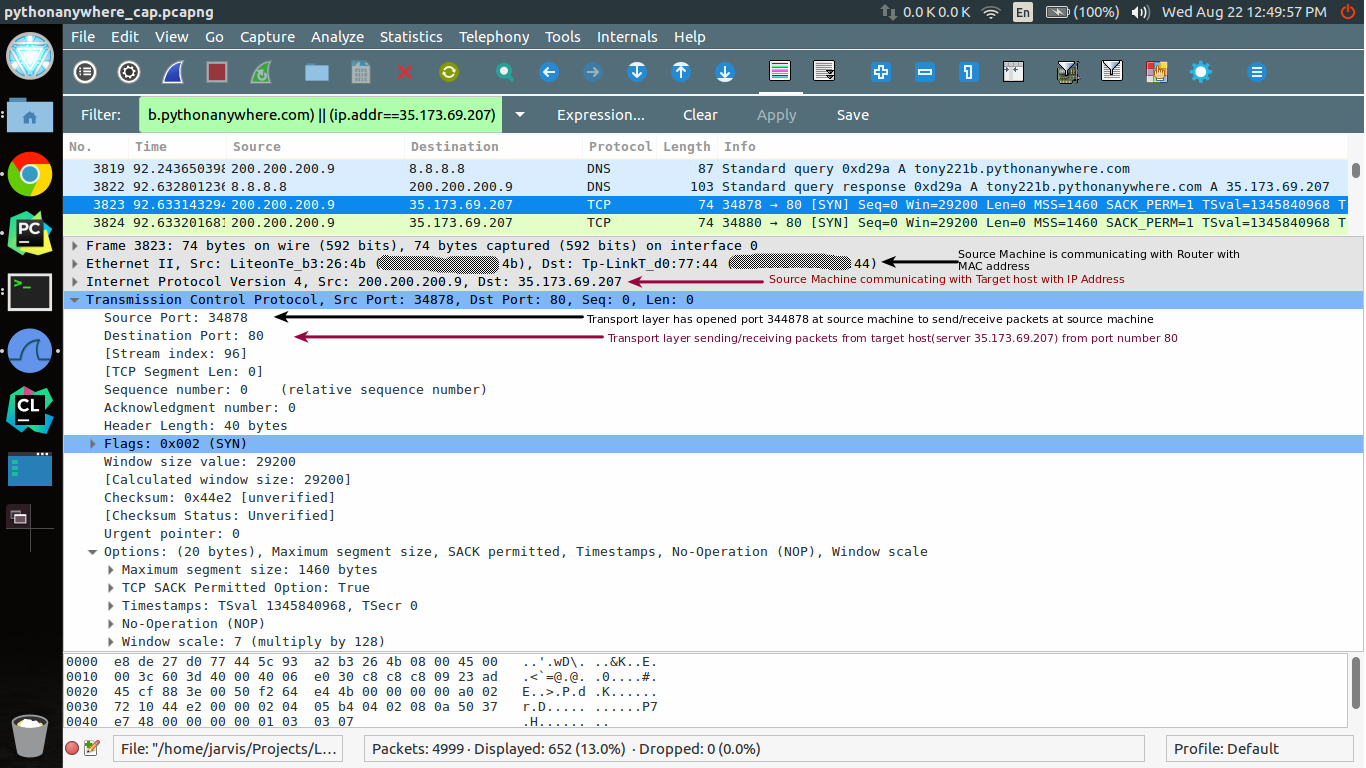 pythonanywhere_cap.pcapng
0.0 K 0.0 K En (100%) Wed Aug 22 12:49:57 PM
File Edit View Go Capture Analyze Statistics Telephony Tools Internals Help
Filter: b.pythonanywhere.com) || (ip.addr==35.173.69.207) Expression... Clear Apply Save
No. Time Source Destination Protocol Length Info
3819 92.243650398 200.200.200.9 8.8.8.8 DNS 87 Standard query 0xd29a A tony221b.pythonanywhere.com
3822 92.632801236 8.8.8.8 200.200.200.9 DNS 103 Standard query response 0xd29a A tony221b.pythonanywhere.com A 35.173.69.207
3823 92.633143294 200.200.200.9 35.173.69.207 TCP 74 34878 → 80 [SYN] Seq=0 Win=29200 Len=0 MSS=1460 SACK_PERM=1 TSval=1345840968 T
3824 92.633201681 200.200.200.9 35.173.69.207 TCP 74 34880 → 80 [SYN] Seq=0 Win=29200 Len=0 MSS=1460 SACK_PERM=1 TSval=1345840968 T
Frame 3823: 74 bytes on wire (592 bits), 74 bytes captured (592 bits) on interface 0
Ethernet II, Src: LiteonTe_b3:26:4b ( 4b), Dst: Tp-LinkT_d0:77:44 ( 44)
Source Machine is communicating with Router with
MAC address
Internet Protocol Version 4, Src: 200.200.200.9, Dst: 35.173.69.207
Source Machine communicating with Target host with IP Address
Transmission Control Protocol, Src Port: 34878, Dst Port: 80, Seq: 0, Len: 0
Source Port: 34878
Transport layer has opened port 344878 at source machine to send/receive packets at source machine
Destination Port: 80
Transport layer sending/receiving packets from target host(server 35.173.69.207) from port number 80
[Stream index: 96]
[TCP Segment Len: 0]
Sequence number: 0 (relative sequence number)
Acknowledgment number: 0
Header Length: 40 bytes
Flags: 0x002 (SYN)
Window size value: 29200
[Calculated window size: 29200]
Checksum: 0x44e2 [unverified]
[Checksum Status: Unverified]
Urgent pointer: 0
Options: (20 bytes), Maximum segment size, SACK permitted, Timestamps, No-Operation (NOP), Window scale
Maximum segment size: 1460 bytes
TCP SACK Permitted Option: True
Timestamps: TSval 1345840968, TSecr 0
No-Operation (NOP)
Window scale: 7 (multiply by 128)
0000 e8 de 27 d0 77 44 5c 93 a2 b3 26 4b 08 00 45 00 ..'.wD\. ..&K..E.
0010 00 3c 60 3d 40 00 40 06 e0 30 c8 c8 c8 09 23 ad .<`=@.@. .0....#.
0020 45 cf 88 3e 00 50 f2 64 e4 4b 00 00 00 00 a0 02 E..>.P.d .K......
0030 72 10 44 e2 00 00 02 04 05 b4 04 02 08 0a 50 37 r.D..... ......P7
0040 e7 48 00 00 00 00 01 03 03 07 .H...... ..
File: "/home/jarvis/Projects/L... Packets: 4999 · Displayed: 652 (13.0%) · Dropped: 0 (0.0%) Profile: Default
PC
>_
CL